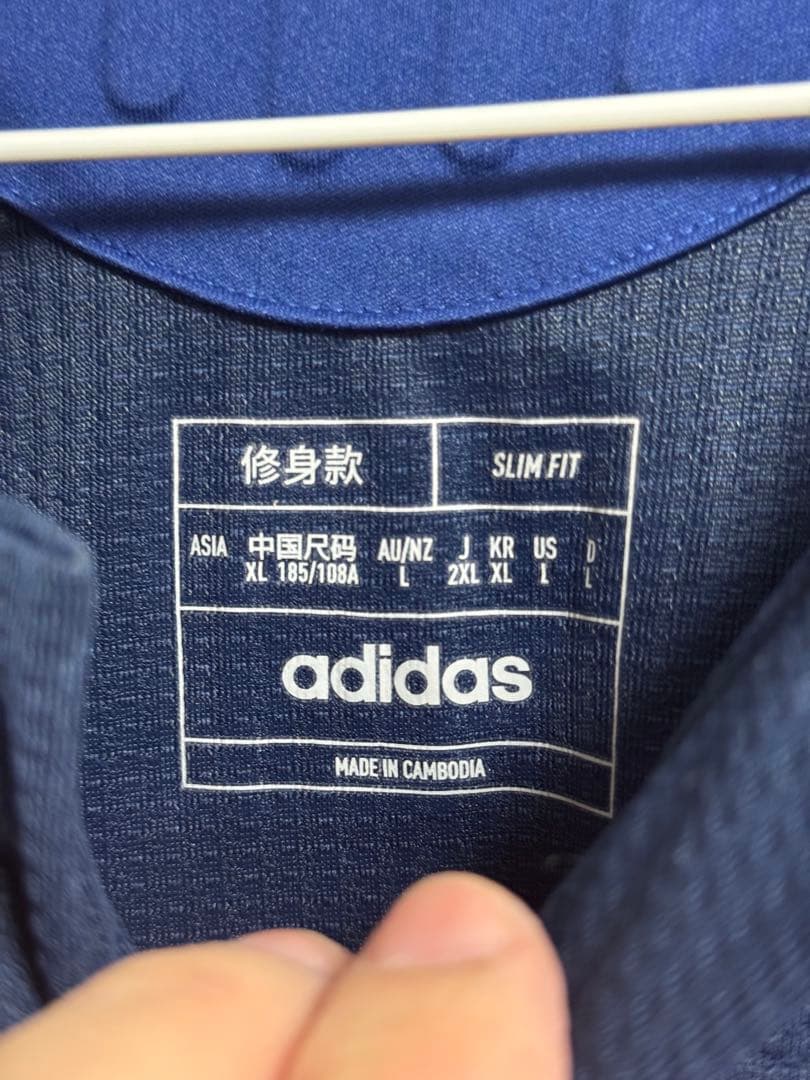 修身款 SLIM FIT
ASIA 中国尺码 AU/NZ J KR US D
XL 185/108A L 2XL XL L L
adidas
MADE IN CAMBODIA